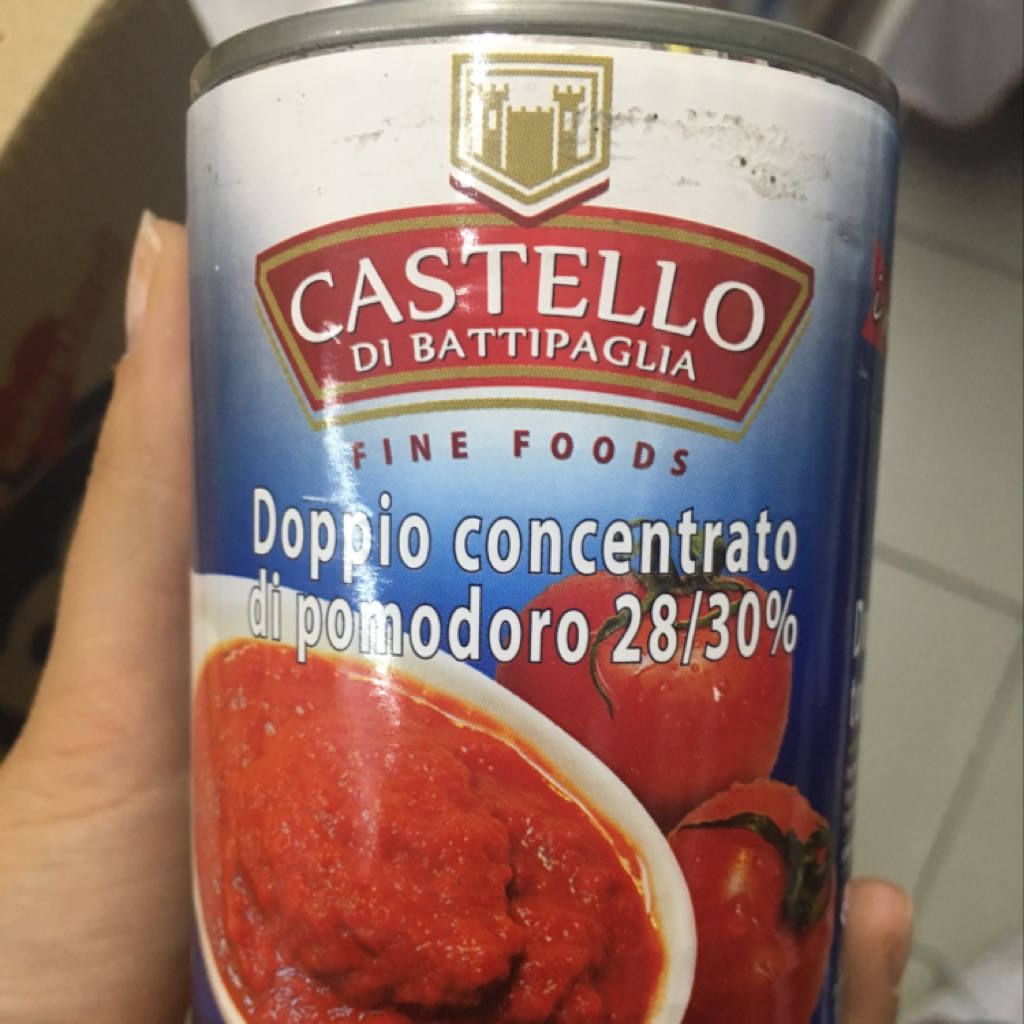 CASTELLO
DI BATTIPAGLIA
FINE FOODS
Doppio concentrato
di pomodoro 28/30%